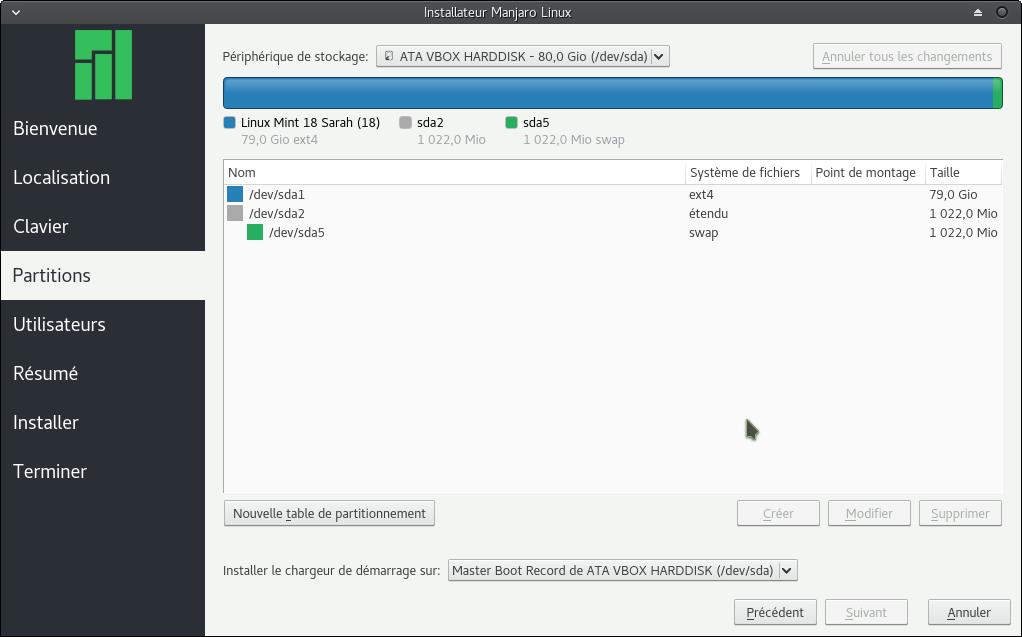 Installateur Manjaro Linux
Bienvenue
Localisation
Clavier
Partitions
Utilisateurs
Résumé
Installer
Terminer
Périphérique de stockage: ATA VBOX HARDDISK - 80,0 Gio (/dev/sda) Annuler tous les changements
Linux Mint 18 Sarah (18) sda2 sda5
79,0 Gio ext4 1 022,0 Mio 1 022,0 Mio swap
Nom Système de fichiers Point de montage Taille
/dev/sda1 ext4 79,0 Gio
/dev/sda2 étendu 1 022,0 Mio
/dev/sda5 swap 1 022,0 Mio
Nouvelle table de partitionnement Créer Modifier Supprimer
Installer le chargeur de démarrage sur: Master Boot Record de ATA VBOX HARDDISK (/dev/sda)
Précédent Suivant Annuler